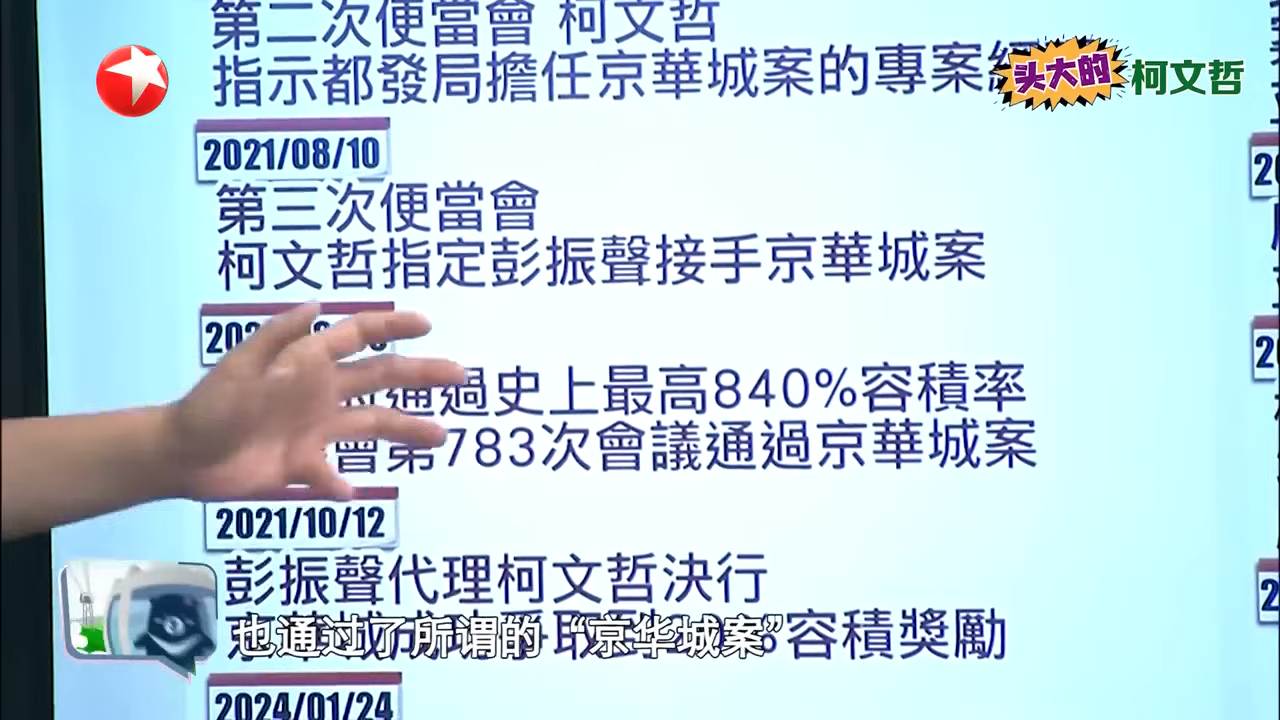 第二次便當會 柯文哲
指示都發局擔任京華城案的專案
头大的 柯文哲
2021/08/10
第三次便當會
柯文哲指定彭振聲接手京華城案
通過史上最高840%容積率
會第783次會議通過京華城案
2021/10/12
彭振聲代理柯文哲決行
容積獎勵
也通过了所谓的“京华城案”
2024/01/24